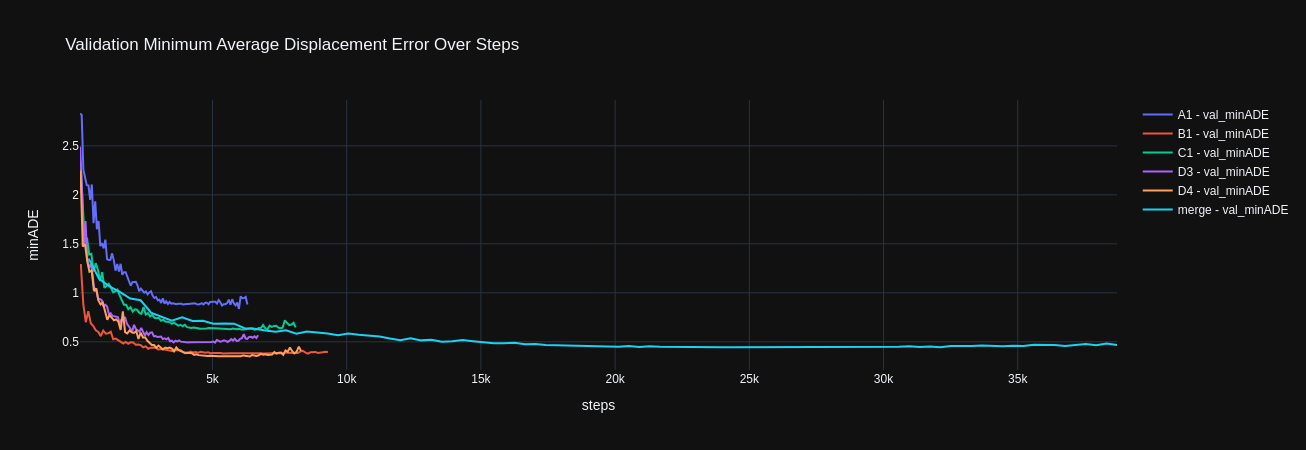 Validation Minimum Average Displacement Error Over Steps
A1 - val_minADE
B1 - val_minADE
C1 - val_minADE
D3 - val_minADE
D4 - val_minADE
merge - val_minADE
minADE
2.5
2
1.5
1
0.5
5k
10k
15k
20k
25k
30k
35k
steps